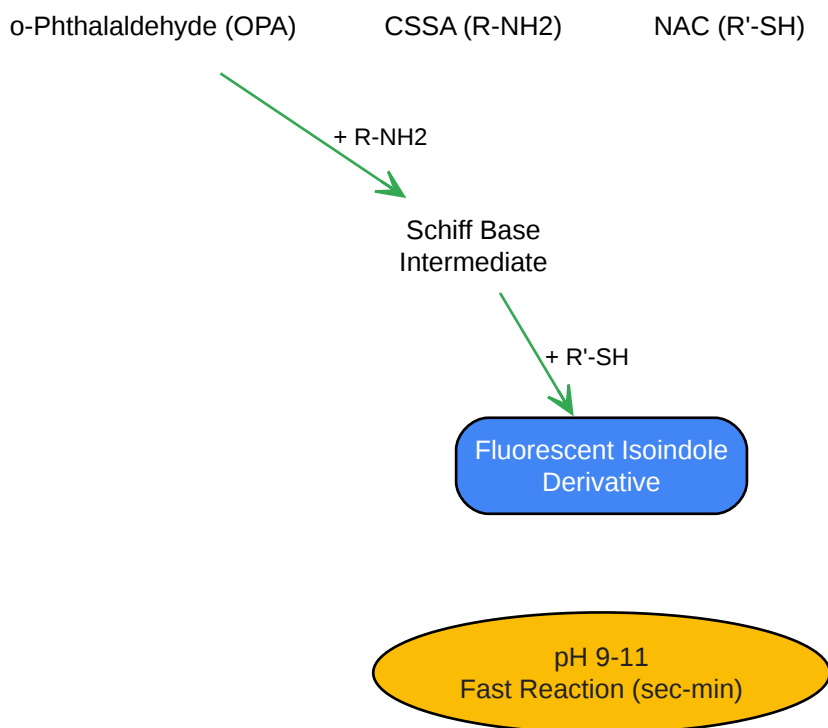 o-Phthalaldehyde (OPA)
CSSA (R-NH2)
NAC (R'-SH)
+ R-NH2
Schiff Base
Intermediate
+ R'-SH
Fluorescent Isoindole
Derivative
pH 9-11
Fast Reaction (sec-min)